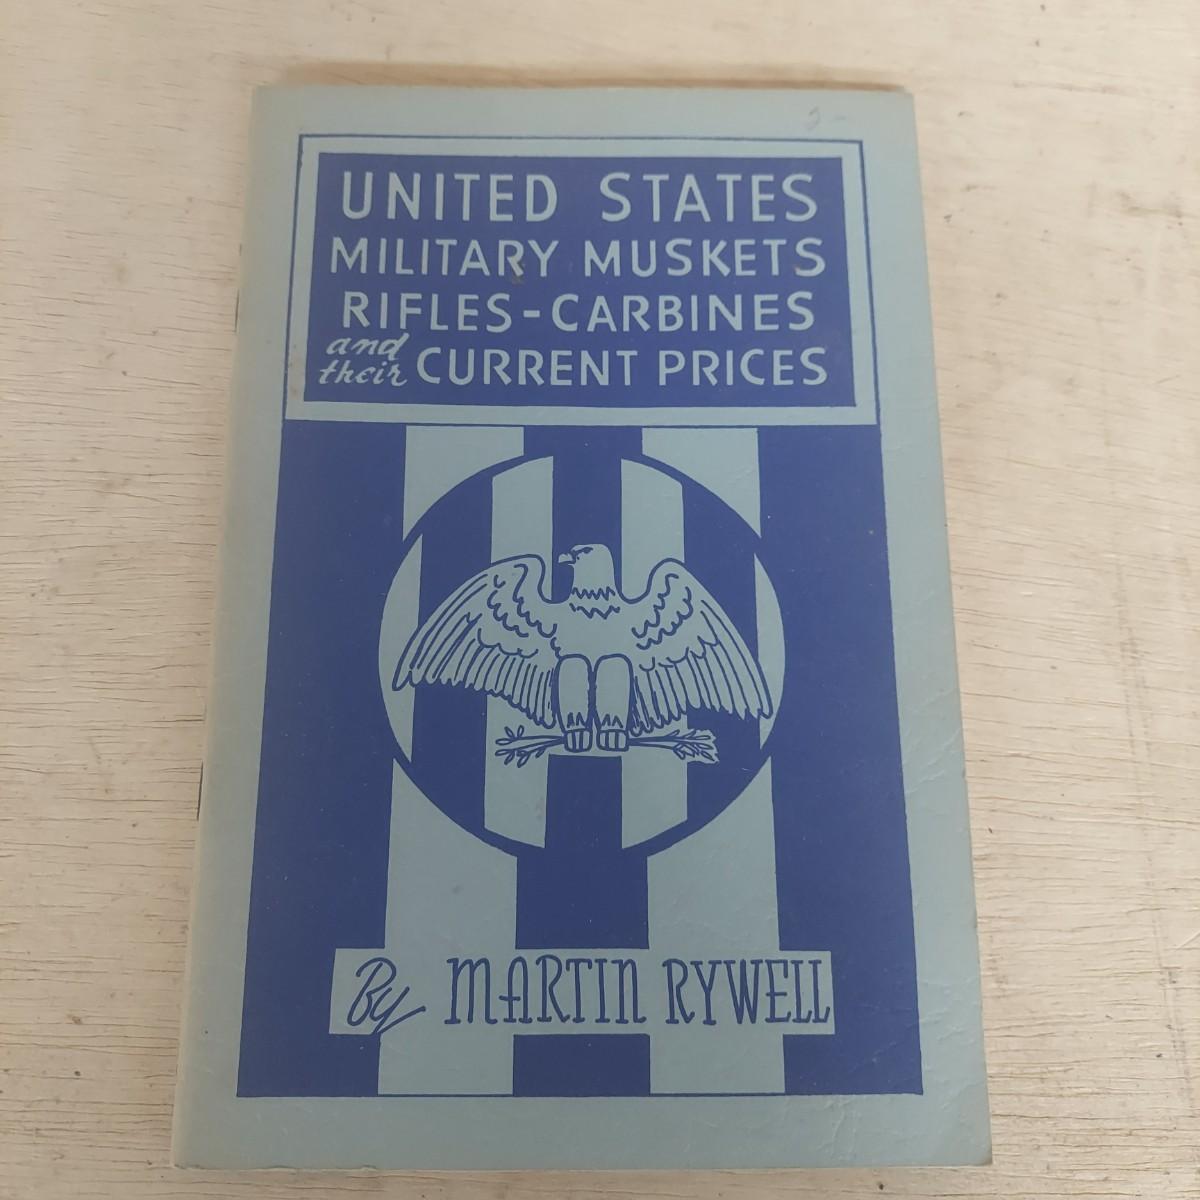 UNITED STATES
MILITARY MUSKETS
RIFLES-CARBINES
and their CURRENT PRICES
By MARTIN RYWELL